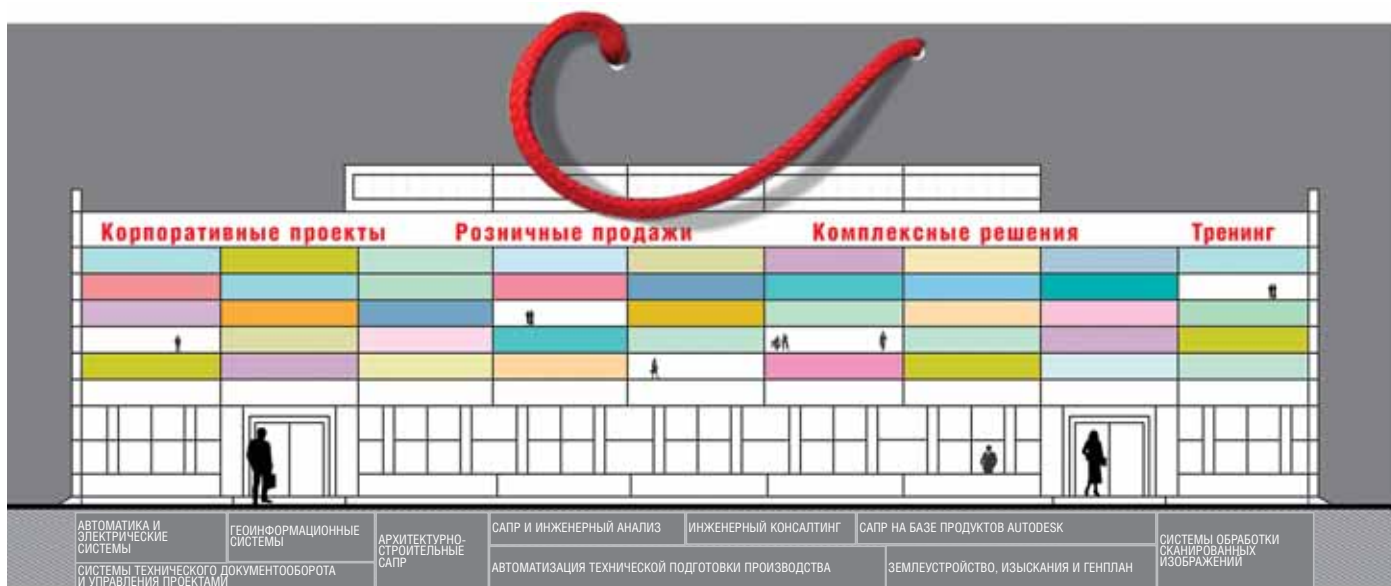 Корпоративные проекты
Розничные продажи
Комплексные решения
Тренинг
АВТОМАТИКА И
ЭЛЕКТРИЧЕСКИЕ
СИСТЕМЫ
ГЕОИНФОРМАЦИОННЫЕ
СИСТЕМЫ
СИСТЕМЫ ТЕХНИЧЕСКОГО ДОКУМЕНТООБОРОТА
И УПРАВЛЕНИЯ ПРОЕКТАМИ
АРХИТЕКТУРНО-
СТРОИТЕЛЬНЫЕ
САПР
САПР И ИНЖЕНЕРНЫЙ АНАЛИЗ
ИНЖЕНЕРНЫЙ КОНСАЛТИНГ
САПР НА БАЗЕ ПРОДУКТОВ AUTODESK
АВТОМАТИЗАЦИЯ ТЕХНИЧЕСКОЙ ПОДГОТОВКИ ПРОИЗВОДСТВА
ЗЕМЛЕУСТРОЙСТВО, ИЗЫСКАНИЯ И ГЕНПЛАН
СИСТЕМЫ ОБРАБОТКИ
СКАНИРОВАННЫХ
ИЗОБРАЖЕНИЙ